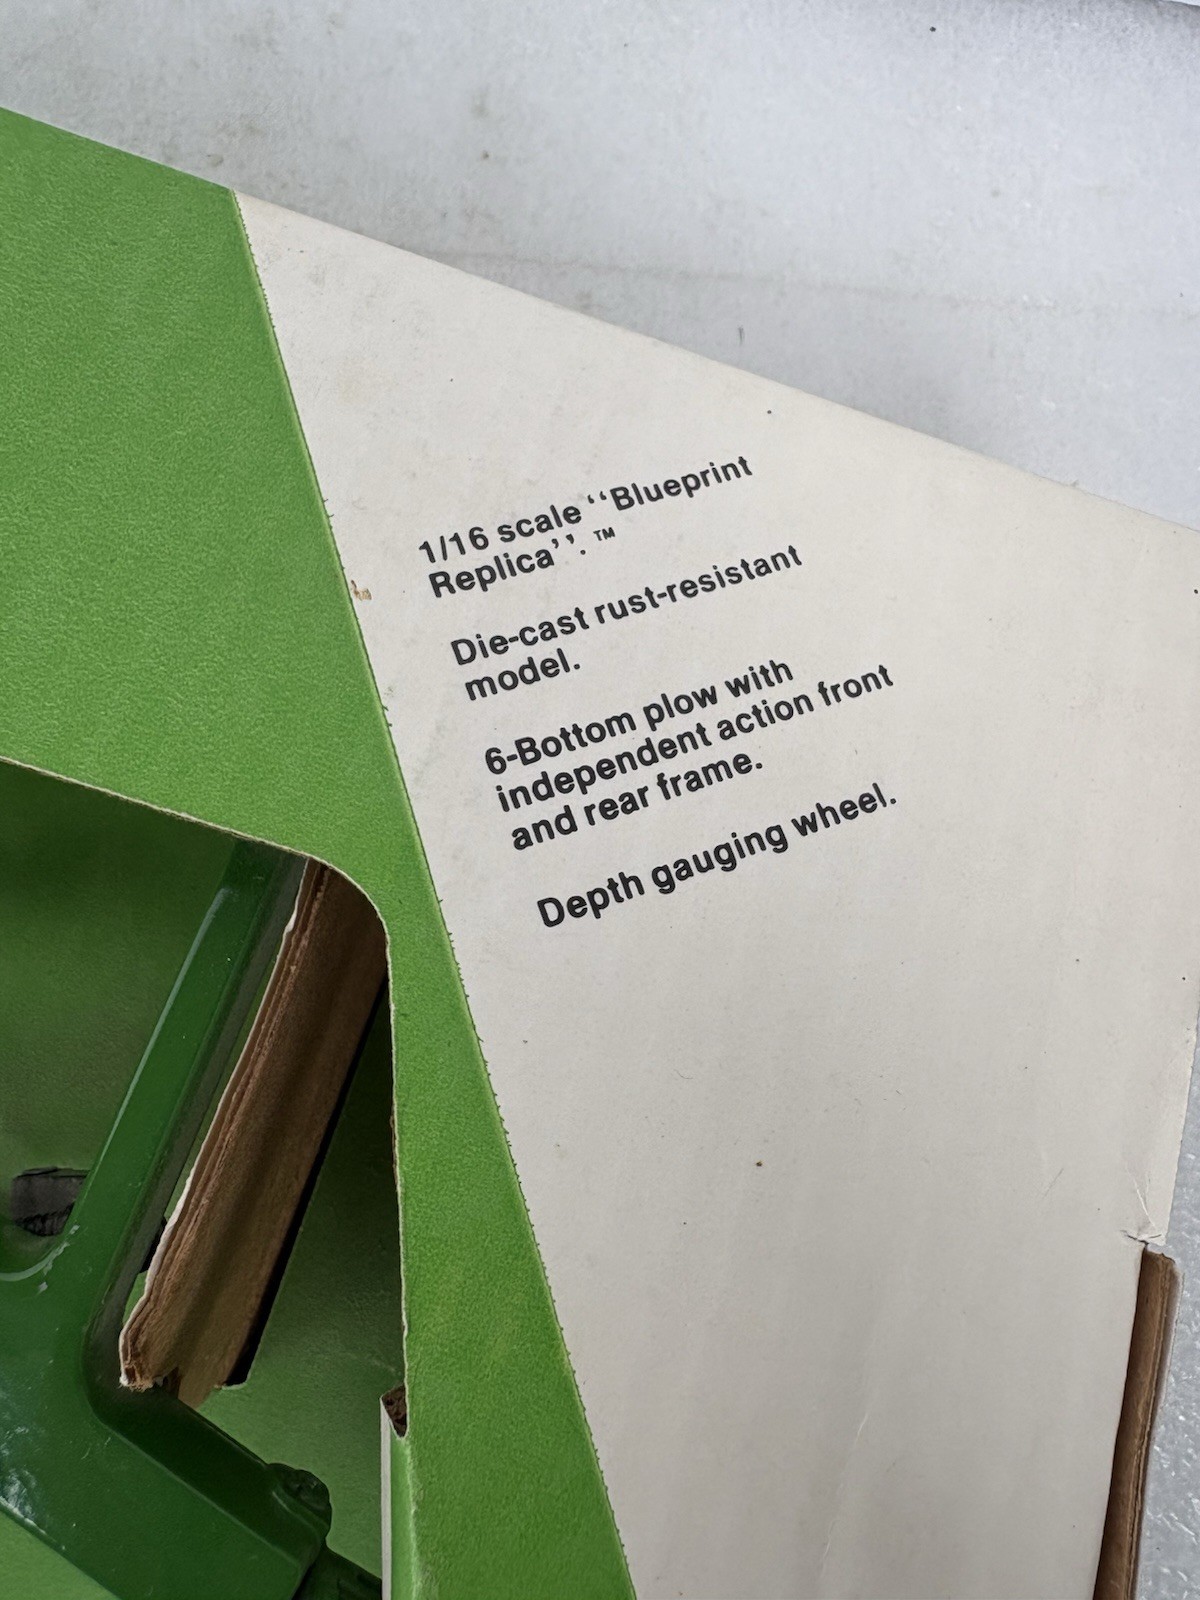 1/16 scale ‘‘Blueprint
Replica’’.™
Die-cast rust-resistant
model.
6-Bottom plow with
independent action front
and rear frame.
Depth gauging wheel.